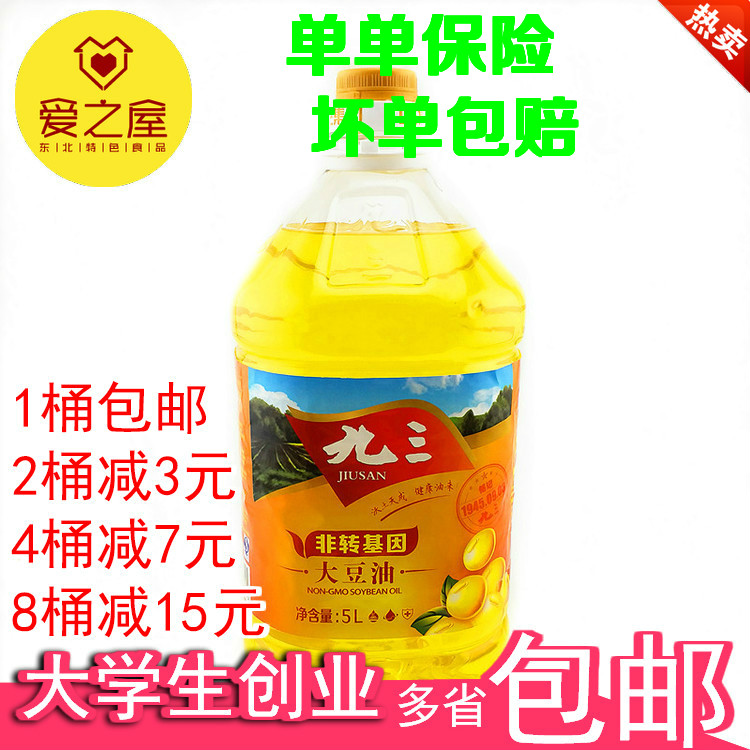 爱之屋
东|北|特|色|食|品
单单保险
坏单包赔
热卖
九三
JIUSAN
非转基因
大豆油
NON-GMO SOYBEAN OIL
净含量:5L
1桶包邮
2桶减3元
4桶减7元
8桶减15元
大学生创业 多省 包邮